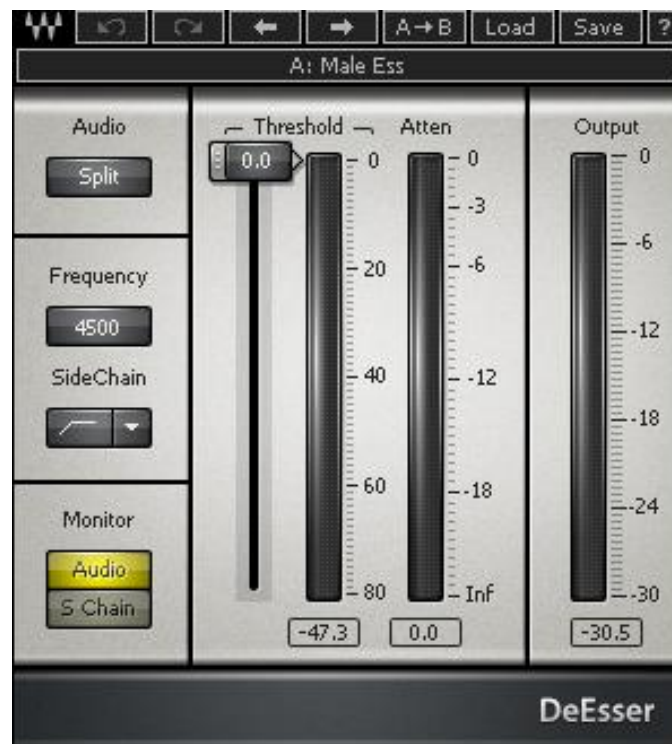 A→B Load Save ?
A: Male Ess
Audio
Split
Frequency
4500
SideChain
Monitor
Audio
S Chain
Threshold Atten
0.0
0
20
40
60
80
-47.3
0
-3
-6
-12
-18
Inf
0.0
Output
0
-6
-12
-18
-24
-30
-30.5
DeEsser